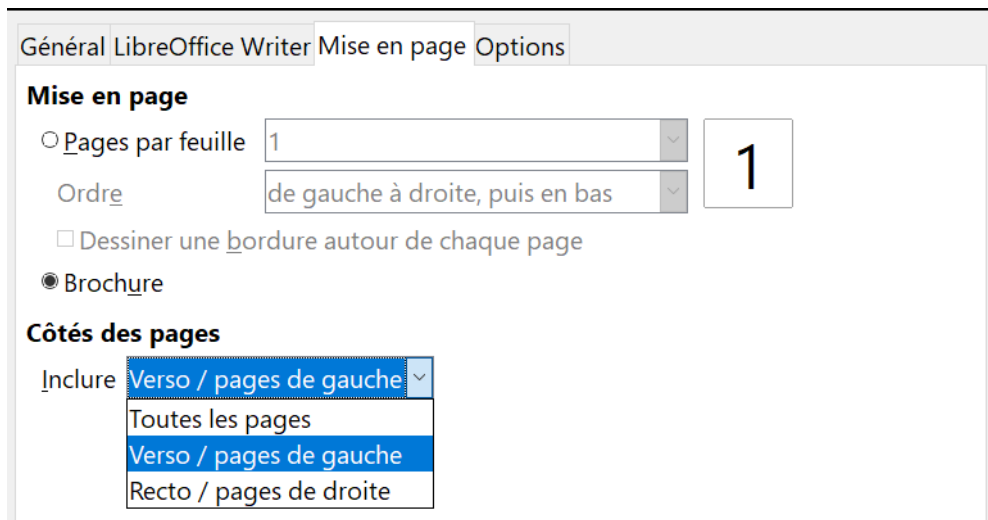 Général LibreOffice Writer Mise en page Options
Mise en page
Pages par feuille 1
1
Ordre de gauche à droite, puis en bas
Dessiner une bordure autour de chaque page
Brochure
Côtés des pages
Inclure Verso / pages de gauche
Toutes les pages
Verso / pages de gauche
Recto / pages de droite